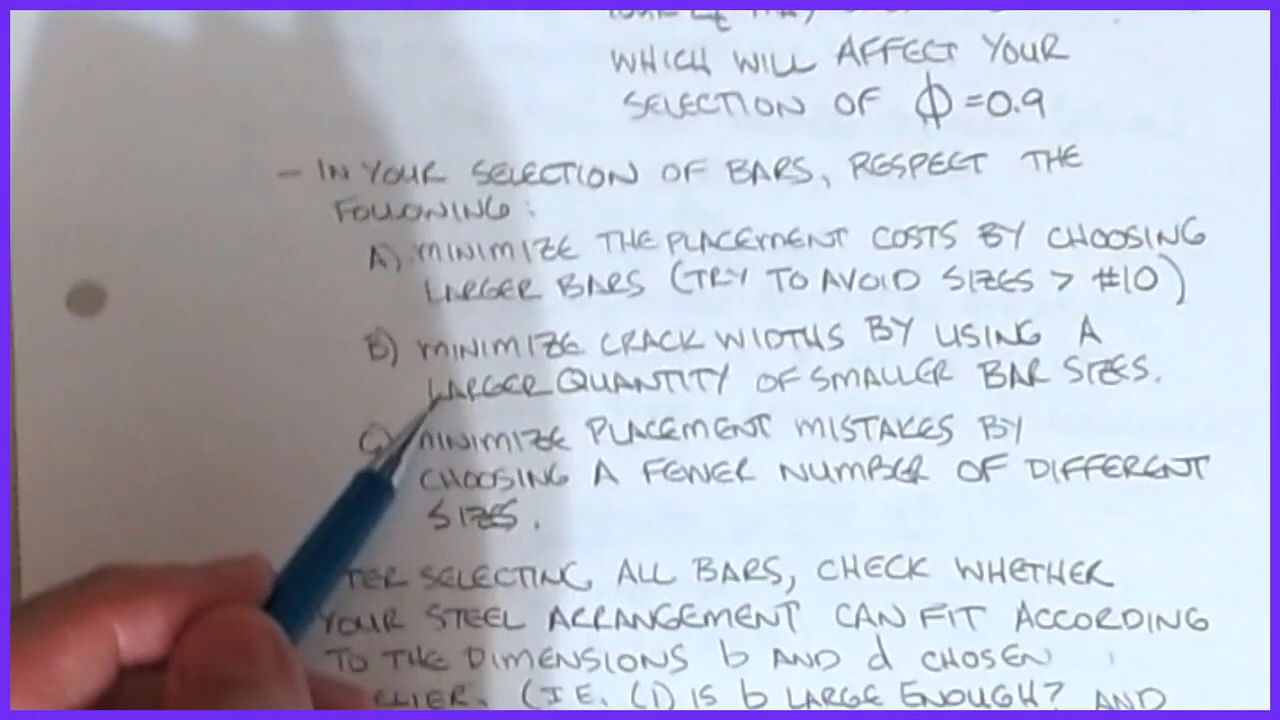 WHICH WILL AFFECT YOUR
SELECTION OF ϕ = 0.9
- IN YOUR SELECTION OF BARS, RESPECT THE
FOLLOWING:
A) MINIMIZE THE PLACEMENT COSTS BY CHOOSING
LARGER BARS (TRY TO AVOID SIZES > #10)
B) MINIMIZE CRACK WIDTHS BY USING A
LARGER QUANTITY OF SMALLER BAR SIZES.
C) MINIMIZE PLACEMENT MISTAKES BY
CHOOSING A FEWER NUMBER OF DIFFERENT
SIZES.
TER SELECTING ALL BARS, CHECK WHETHER
YOUR STEEL ARRANGEMENT CAN FIT ACCORDING
TO THE DIMENSIONS b AND d CHOSEN
LIER. (I.E. (1) IS b LARGE ENOUGH? AND